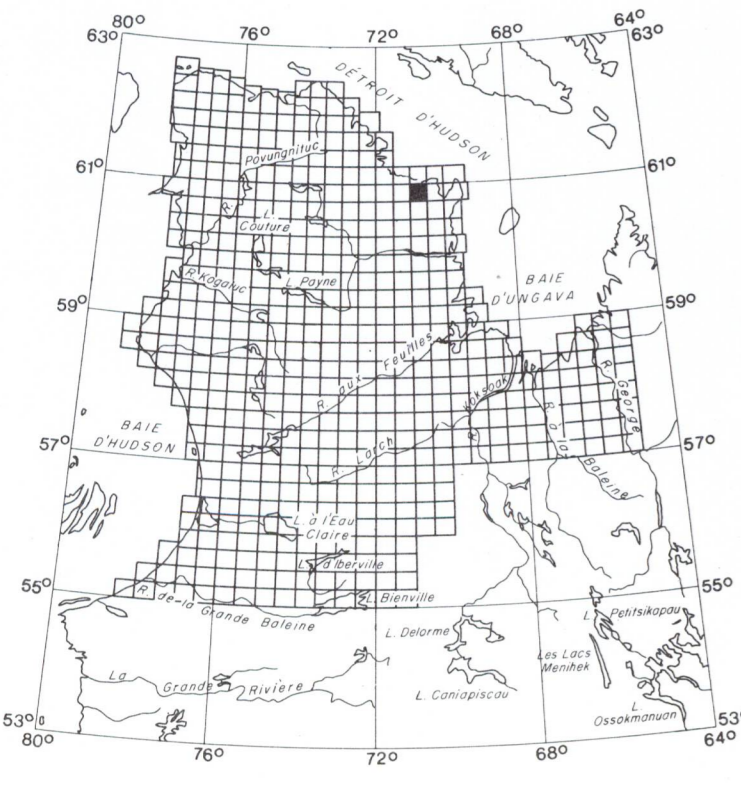 80° 76° 72° 68° 64°
63° 63°
DÉTROIT
D'HUDSON
61° 61°
Povungnituc
R.
L.
Couture
R. Kogaluc
L. Payne
BAIE
D'UNGAVA
59° 59°
R. aux Feuilles
R. Koksoak
R. à la Baleine
R. George
BAIE
D'HUDSON
57° 57°
R. Larch
L. à l'Eau
Claire
L. d'Iberville
55° 55°
R. de-la Grande Baleine
L. Bienville
L. Delorme
L. Petitsikapau
Les Lacs
Menihek
La Grande Rivière
L. Caniapiscau
L.
Ossokmanuan
53° 53°
80° 76° 72° 68° 64°